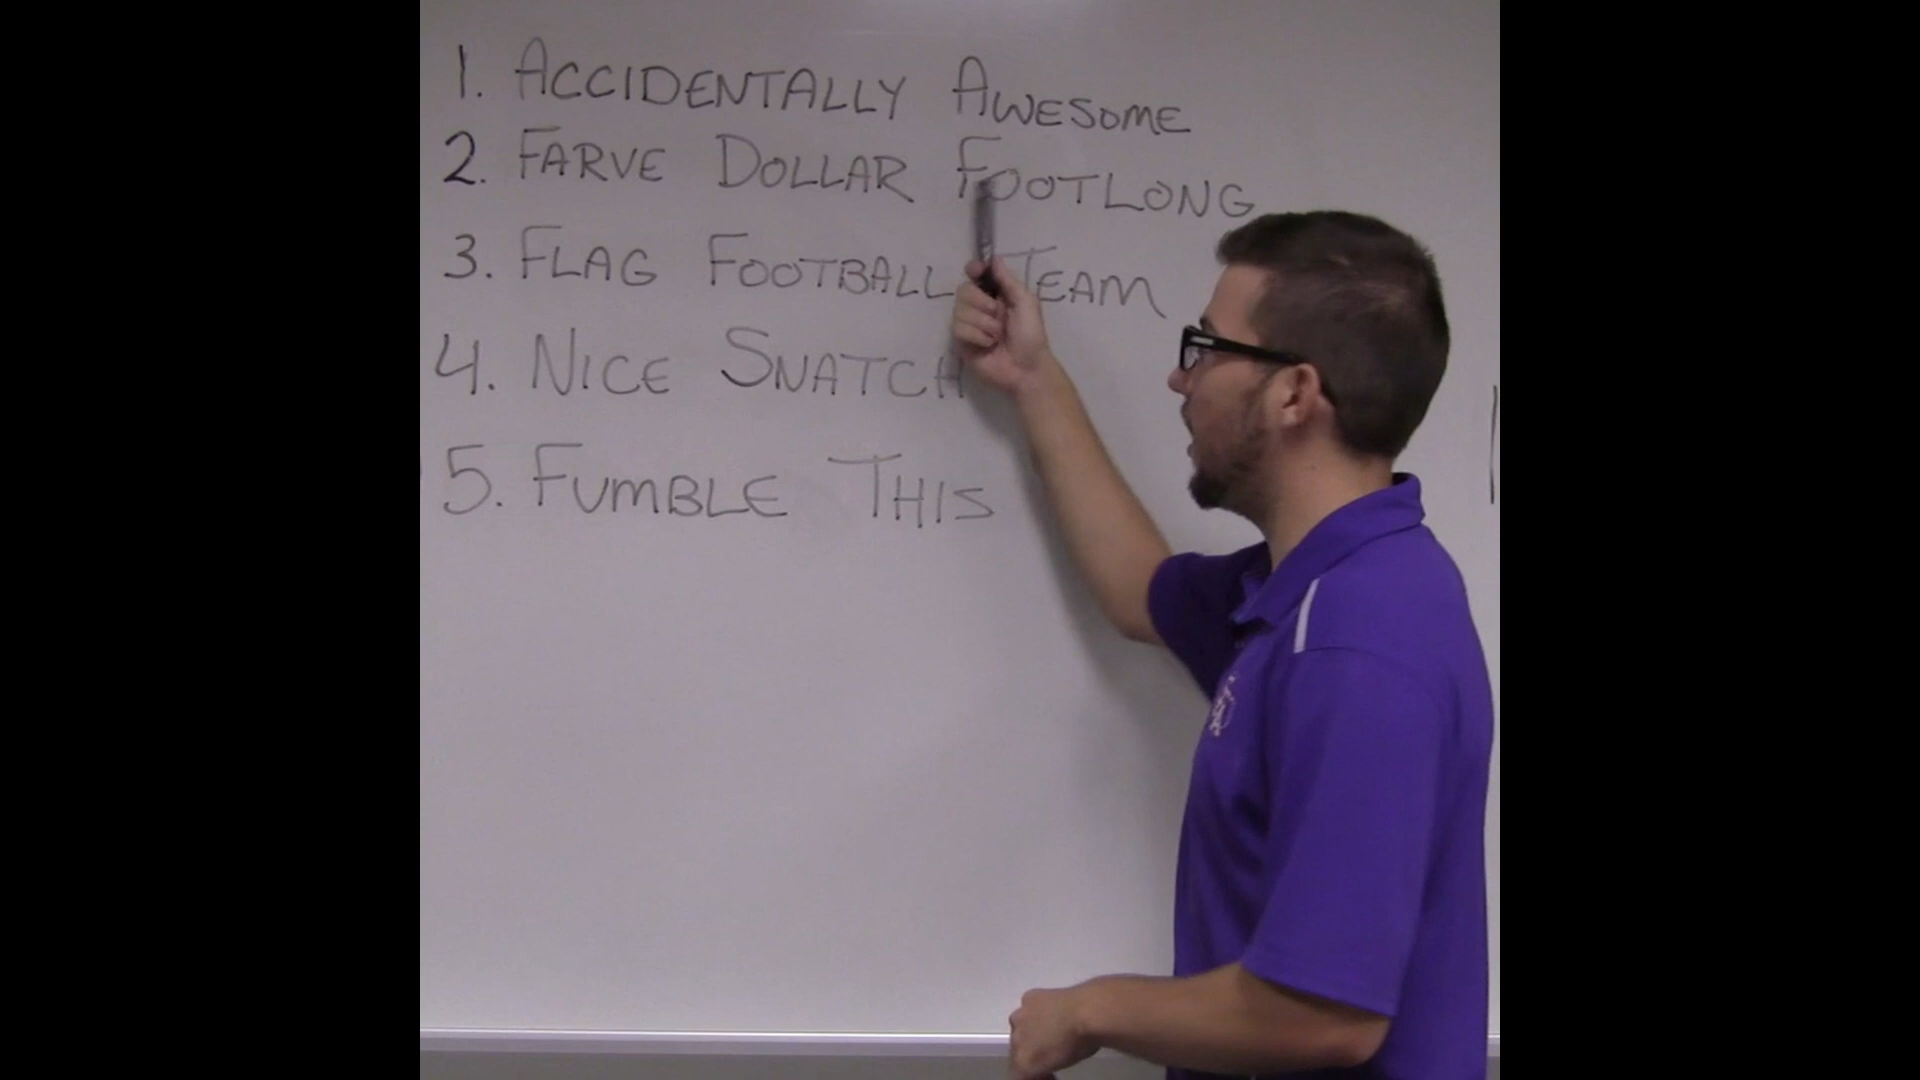 1. ACCIDENTALLY AWESOME
2. FARVE DOLLAR FOOTLONG
3. FLAG FOOTBALL TEAM
4. NICE SNATCH
5. FUMBLE THIS